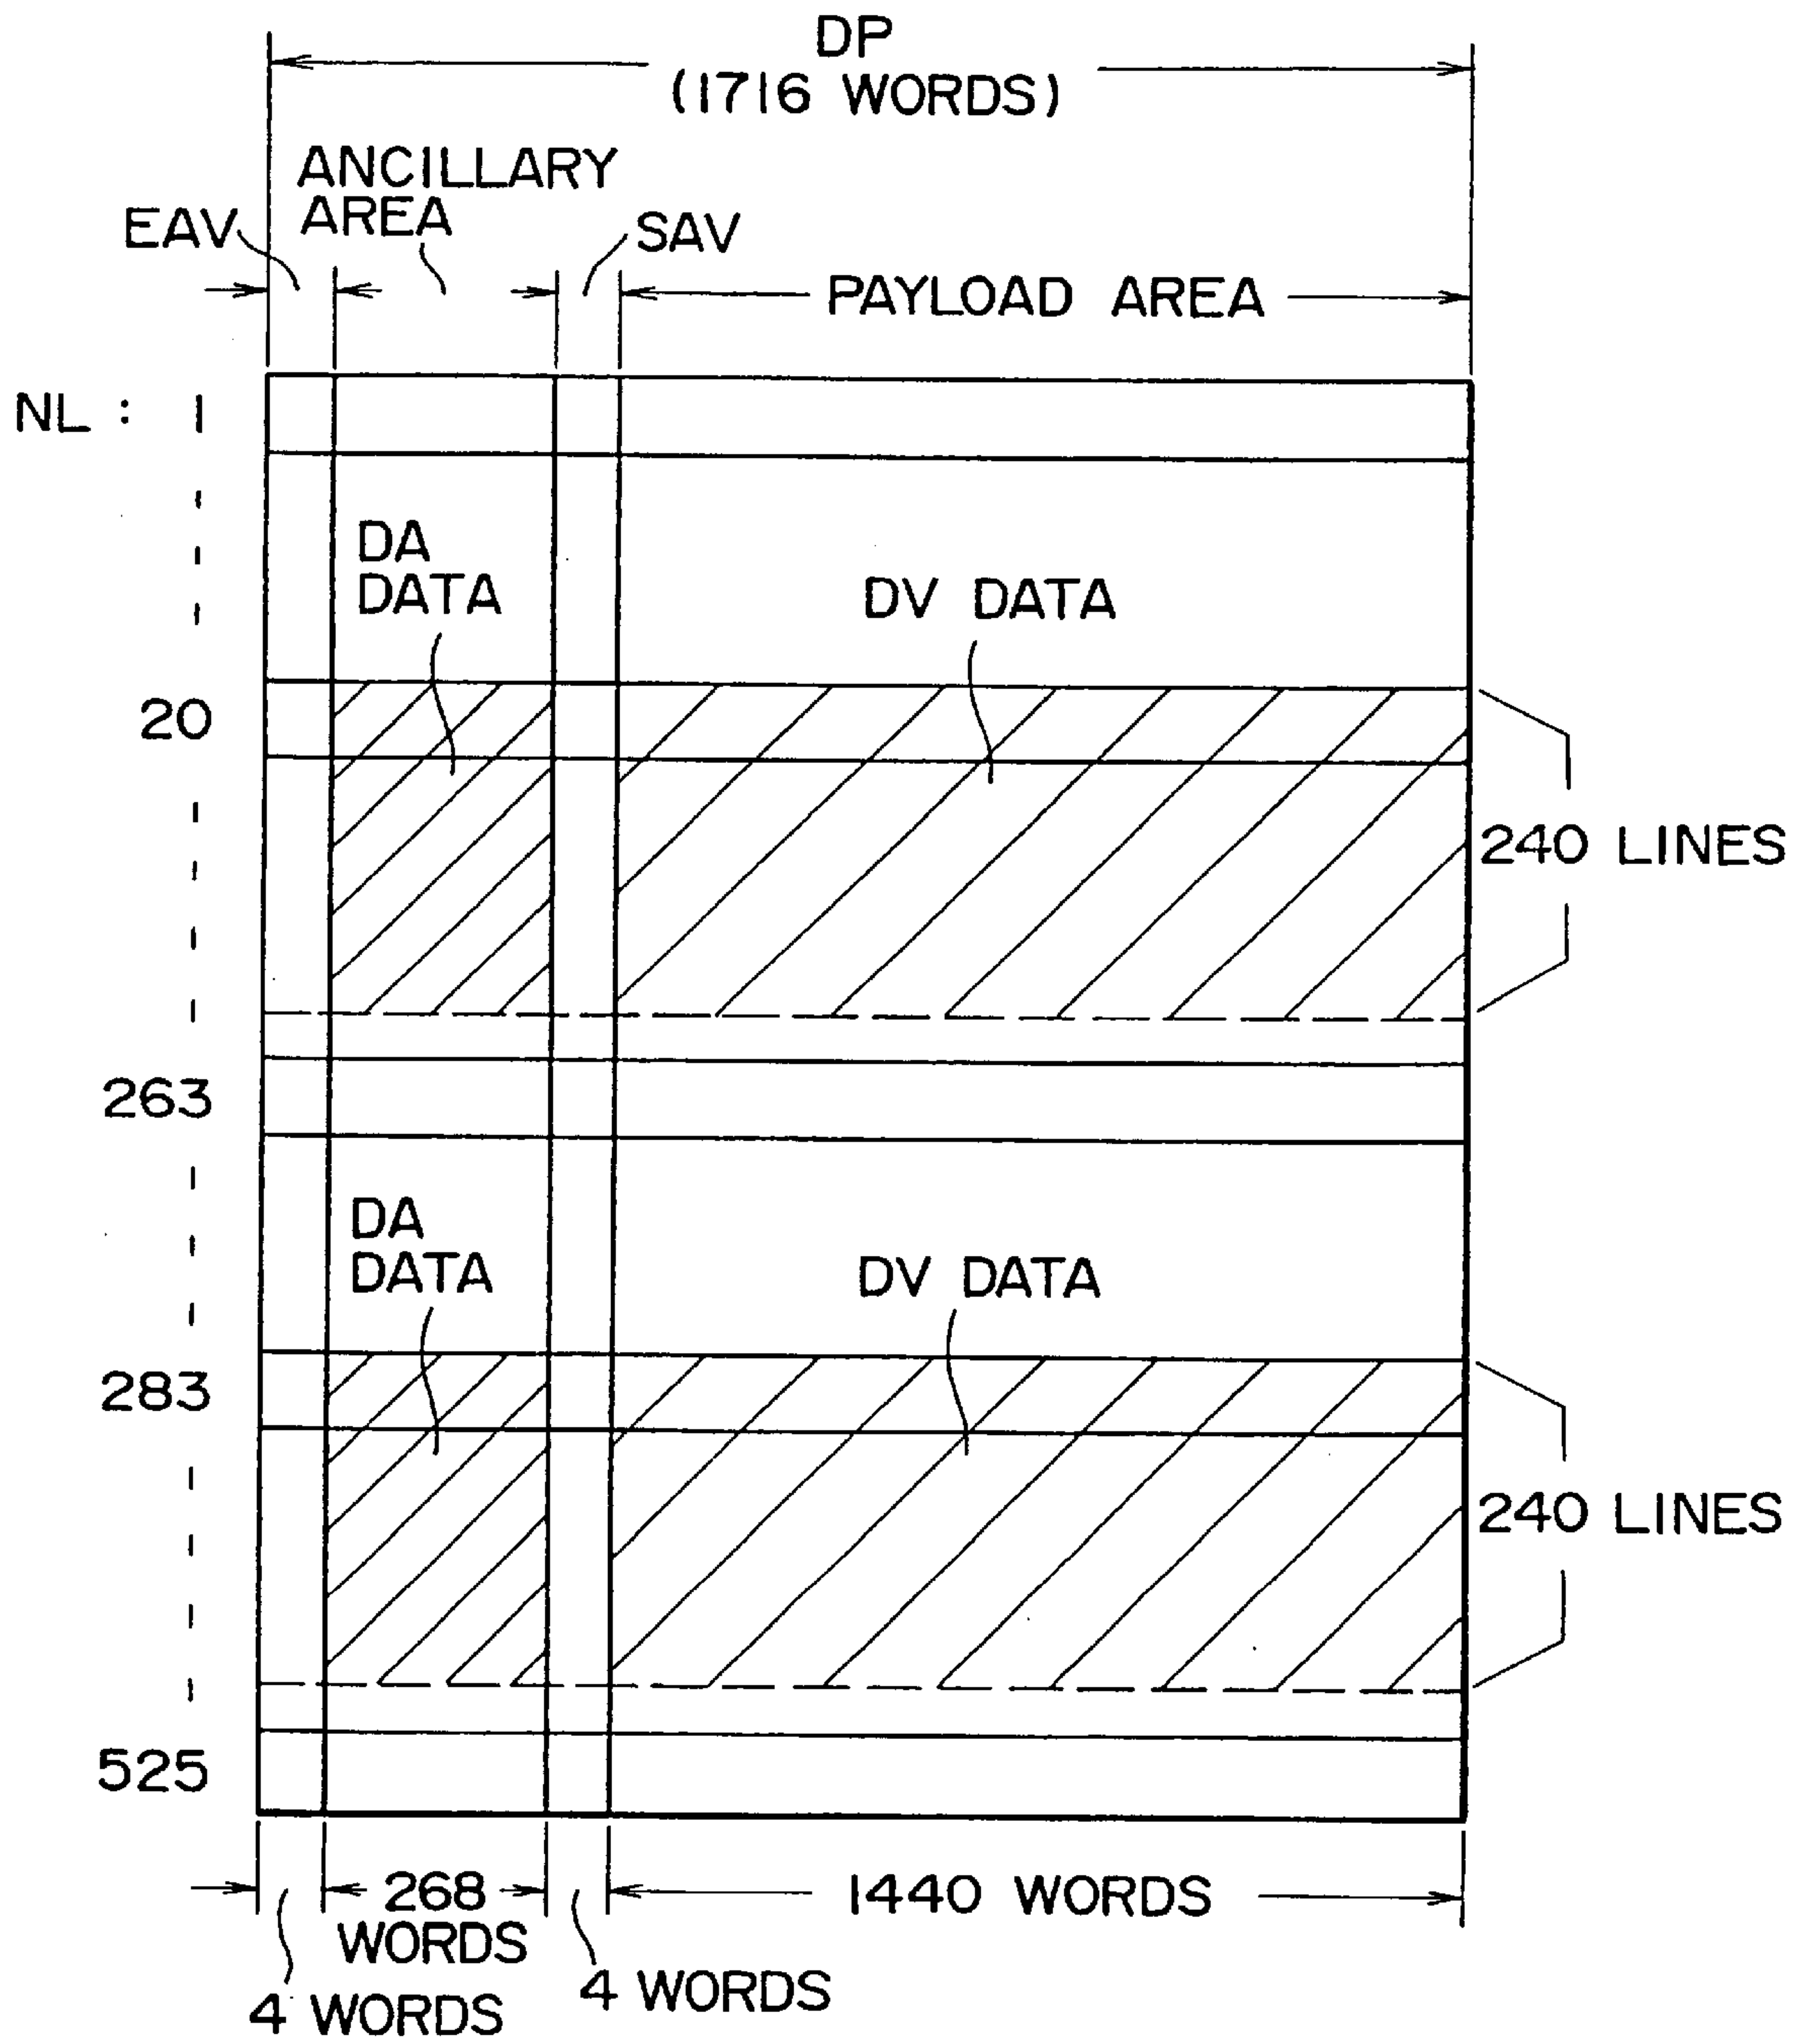 DP
(1716 WORDS)
ANCILLARY
AREA
EAV
SAV
PAYLOAD AREA
NL : 1
DA
DATA
DV DATA
20
240 LINES
263
DA
DATA
DV DATA
283
240 LINES
525
268
WORDS
1440 WORDS
4 WORDS
4 WORDS